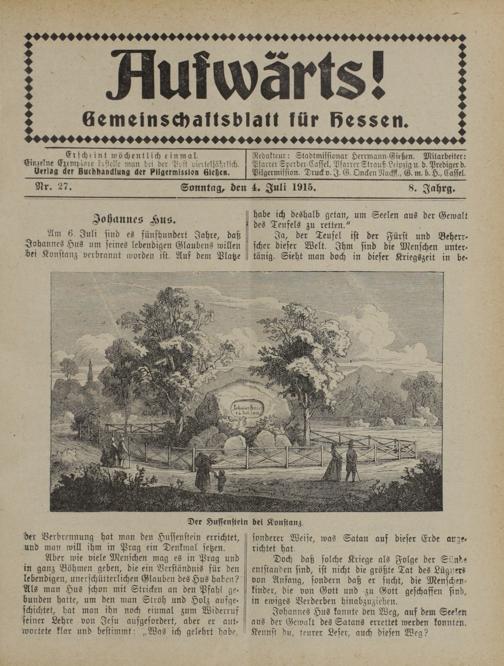 Aufwärts!
Gemeinschaftsblatt für Hessen.
Erscheint wöchentlich einmal.
Einzelne Exemplare bestelle man bei der Post vierteljährlich.
Verlag der Buchhandlung der Pilgermission Gießen.
Redakteur: Stadtmissionar Herrmann-Gießen. Mitarbeiter:
Pfarrer Sperber-Cassel, Pfarrer Strauß-Leipzig u. d. Prediger d.
Pilgermission. Druck v. J. G. Oncken Nachf., G. m. b. H., Cassel.
Nr. 27.
Sonntag, den 4. Juli 1915.
8. Jahrg.
Johannes Hus.
Am 6. Juli sind es fünfhundert Jahre, daß
Johannes Hus um seines lebendigen Glaubens willen
bei Konstanz verbrannt worden ist. Auf dem Platze
habe ich deshalb getan, um Seelen aus der Gewalt
des Teufels zu retten."
Ja, der Teufel ist der Fürst und Beherr-
scher dieser Welt. Ihm sind die Menschen unter-
tänig. Sieht man doch in dieser Kriegszeit in be-
Der Hussenstein bei Konstanz.
der Verbrennung hat man den Hussenstein errichtet,
und man will ihm in Prag ein Denkmal setzen.
Aber wie viele Menschen mag es in Prag und
in ganz Böhmen geben, die ein Verständnis für den
lebendigen, unerschütterlichen Glauben des Hus haben?
Als man Hus schon mit Stricken an den Pfahl ge-
bunden hatte, um den man Stroh und Holz aufge-
schichtet, hat man ihn noch einmal zum Widerruf
seiner Lehre von Jesu aufgefordert, aber er ant-
wortete klar und bestimmt: „Was ich gelehrt habe,
sonderer Weise, was Satan auf dieser Erde ange-
richtet hat.
Doch daß solche Kriege als Folge der Sünde
entstanden sind, ist nicht die größte Tat des Lügners
von Anfang, sondern daß er sucht, die Menschen-
kinder, die von Gott und zu Gott geschaffen sind,
in ewiges Verderben hinabzuziehen.
Johannes Hus kannte den Weg, auf dem Seelen
aus der Gewalt des Satans errettet werden konnten.
Kennst du, teurer Leser, auch diesen Weg?